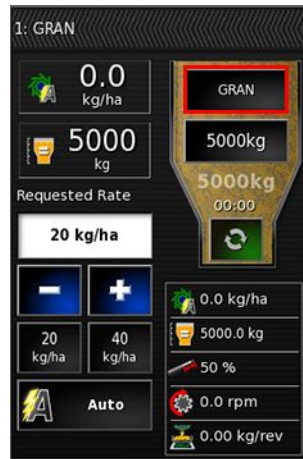 1: GRAN
0.0
kg/ha
5000
kg
Requested Rate
20 kg/ha
20
kg/ha
40
kg/ha
A
Auto
GRAN
5000kg
5000kg
00:00
A
0.0 kg/ha
5000.0 kg
50 %
0.0 rpm
0.00 kg/rev